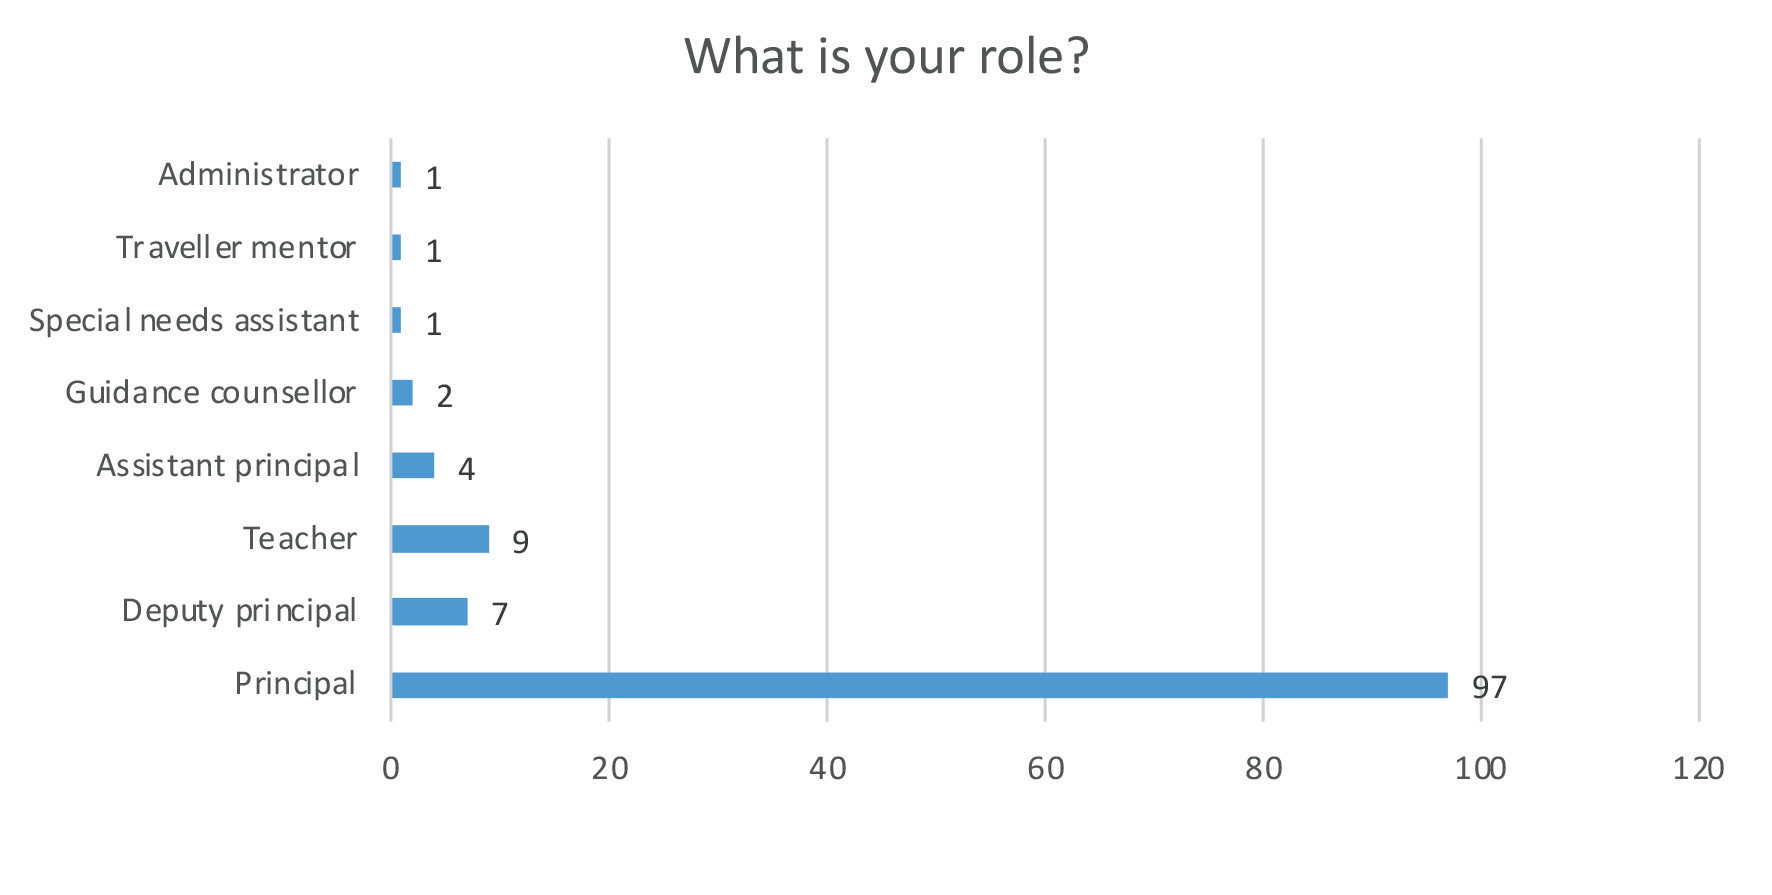 What is your role?
Administrator 1
Traveller mentor 1
Special needs assistant 1
Guidance counsellor 2
Assistant principal 4
Teacher 9
Deputy principal 7
Principal 97
0 20 40 60 80 100 120